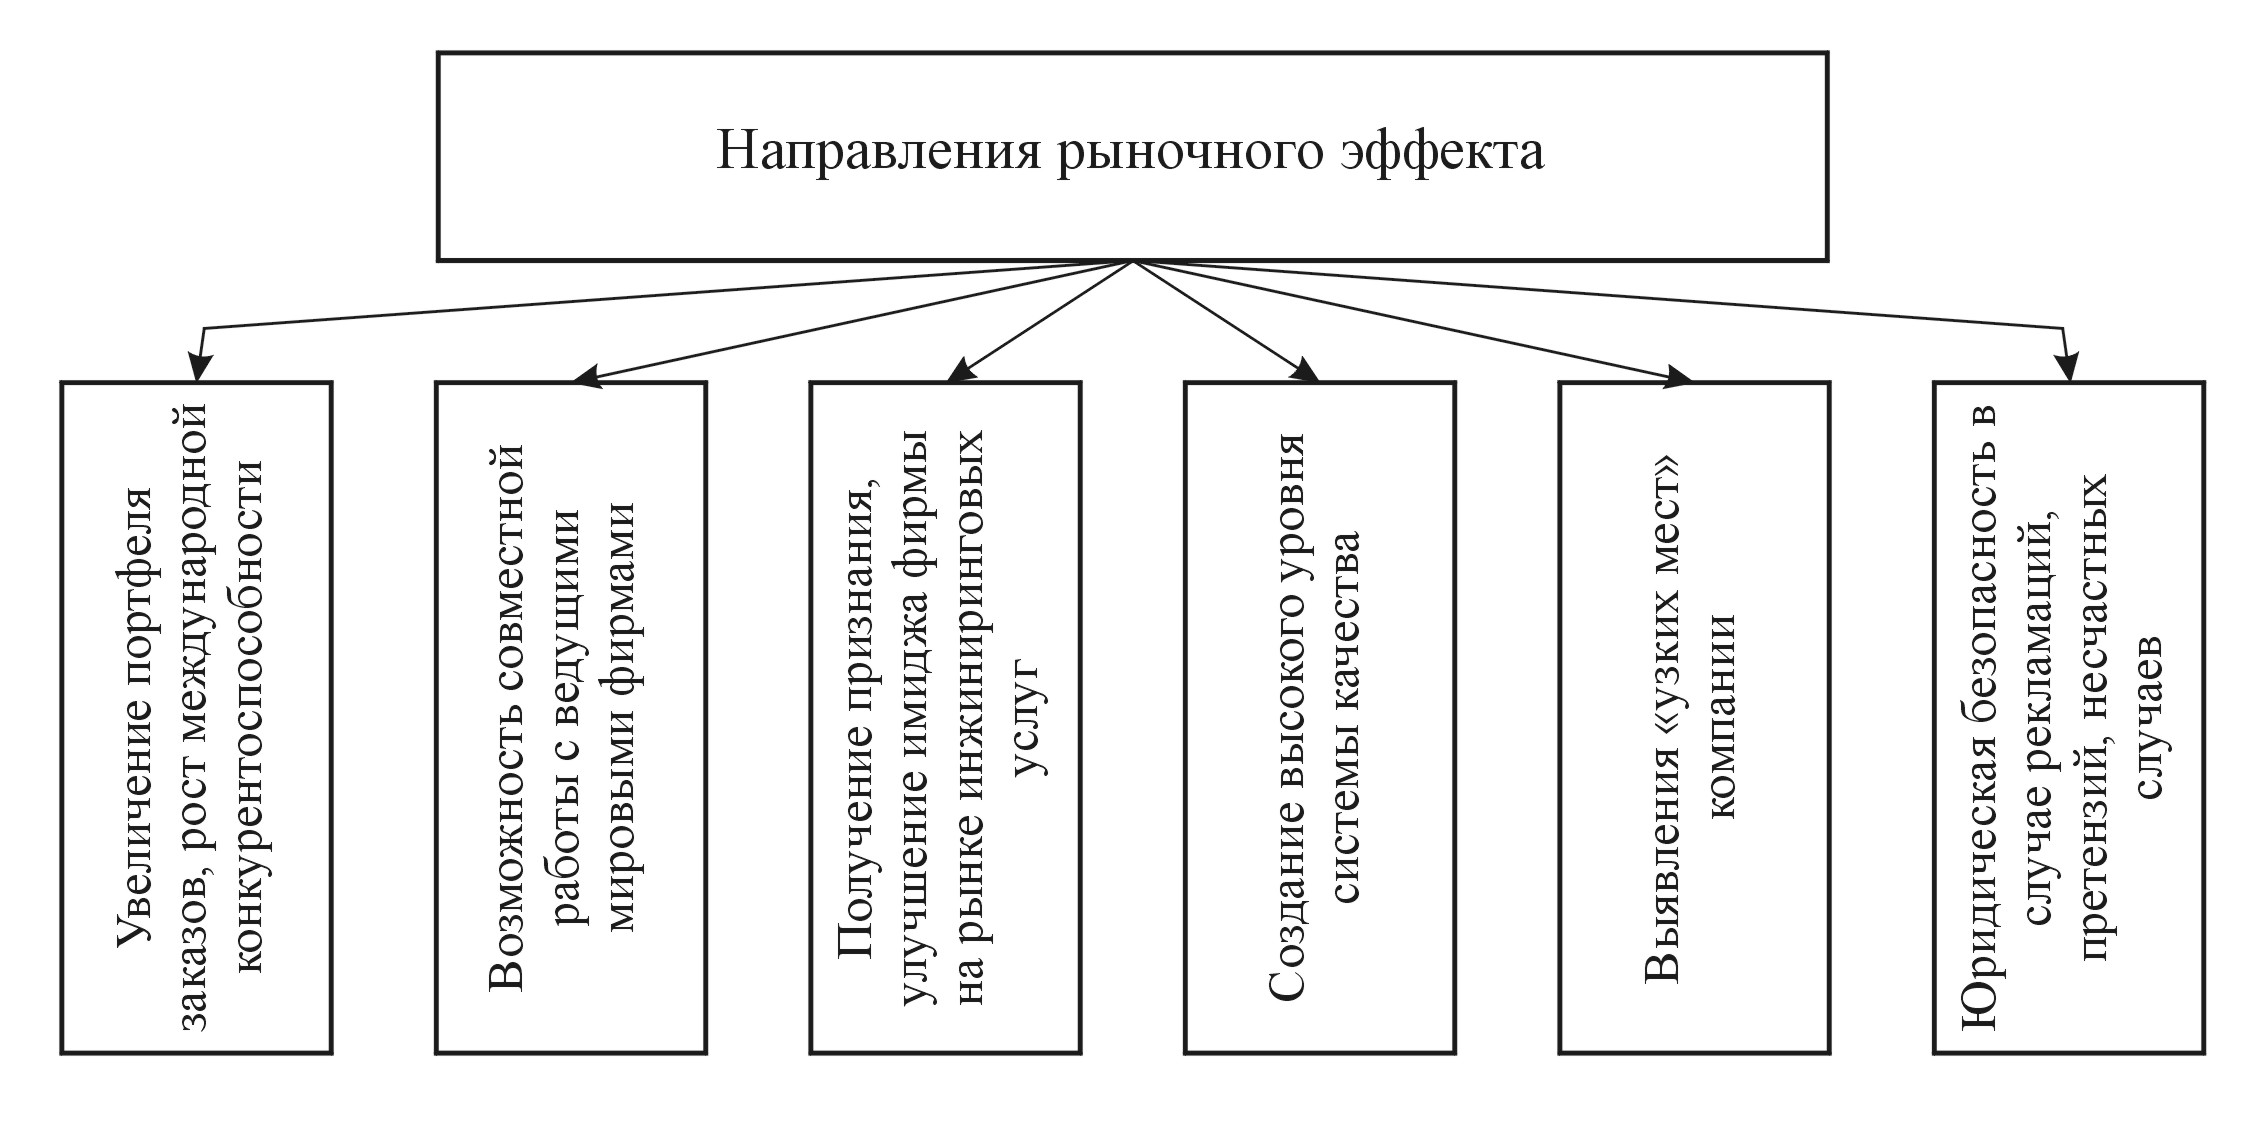 Направления рыночного эффекта
Увеличение портфеля
заказов, рост международной
конкурентоспособности
Возможность совместной
работы с ведущими
мировыми фирмами
Получение признания,
улучшение имиджа фирмы
на рынке инжиниринговых
услуг
Создание высокого уровня
системы качества
Выявления «узких мест»
компании
Юридическая безопасность в
случае рекламаций,
претензий, несчастных
случаев